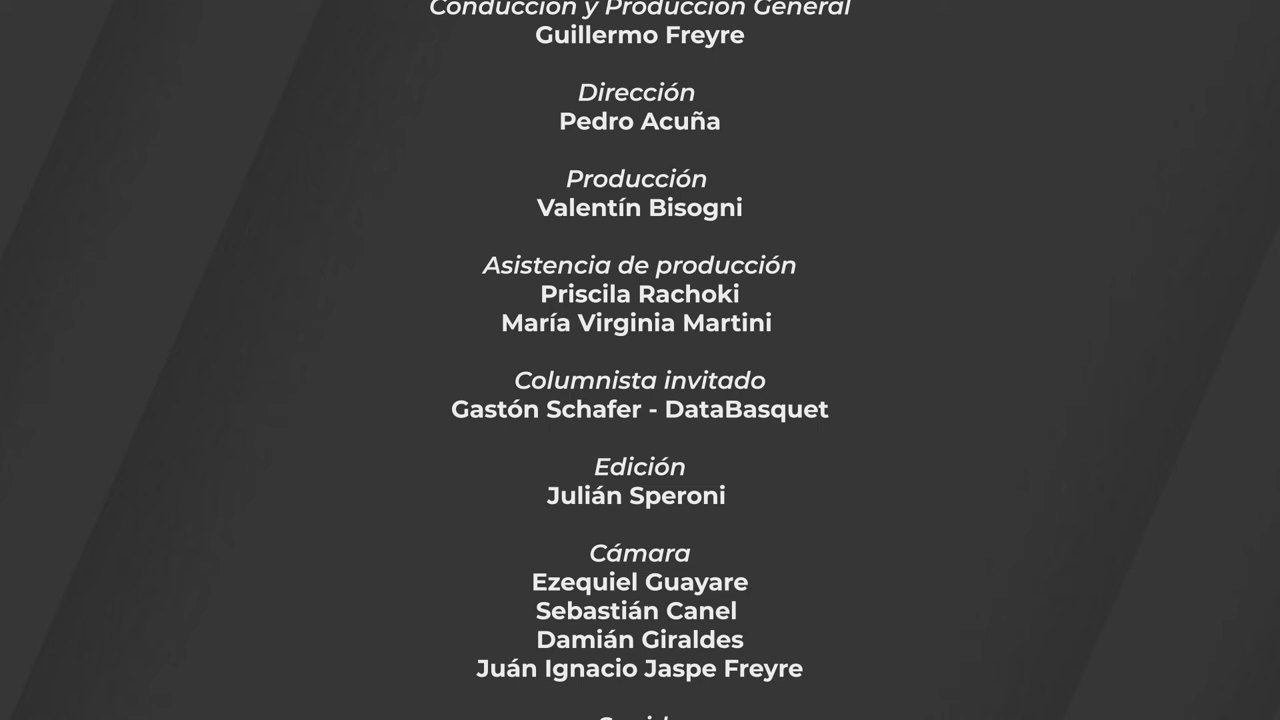 Conducción y Producción General
Guillermo Freyre
Dirección
Pedro Acuña
Producción
Valentín Bisogni
Asistencia de producción
Priscila Rachoki
María Virginia Martini
Columnista invitado
Gastón Schafer - DataBasquet
Edición
Julián Speroni
Cámara
Ezequiel Guayare
Sebastián Canel
Damián Giraldes
Juán Ignacio Jaspe Freyre